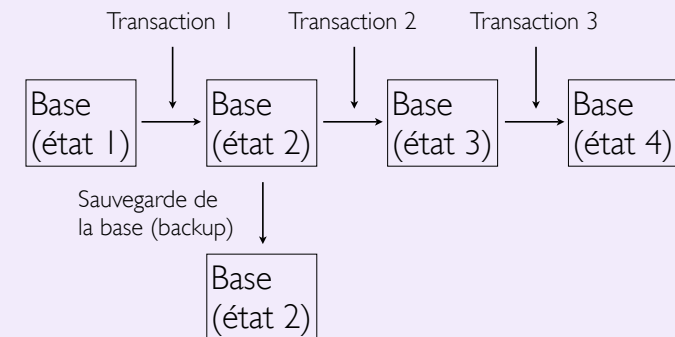 Transaction 1
Transaction 2
Transaction 3
Base
(état 1)
Base
(état 2)
Base
(état 3)
Base
(état 4)
Sauvegarde de
la base (backup)
Base
(état 2)